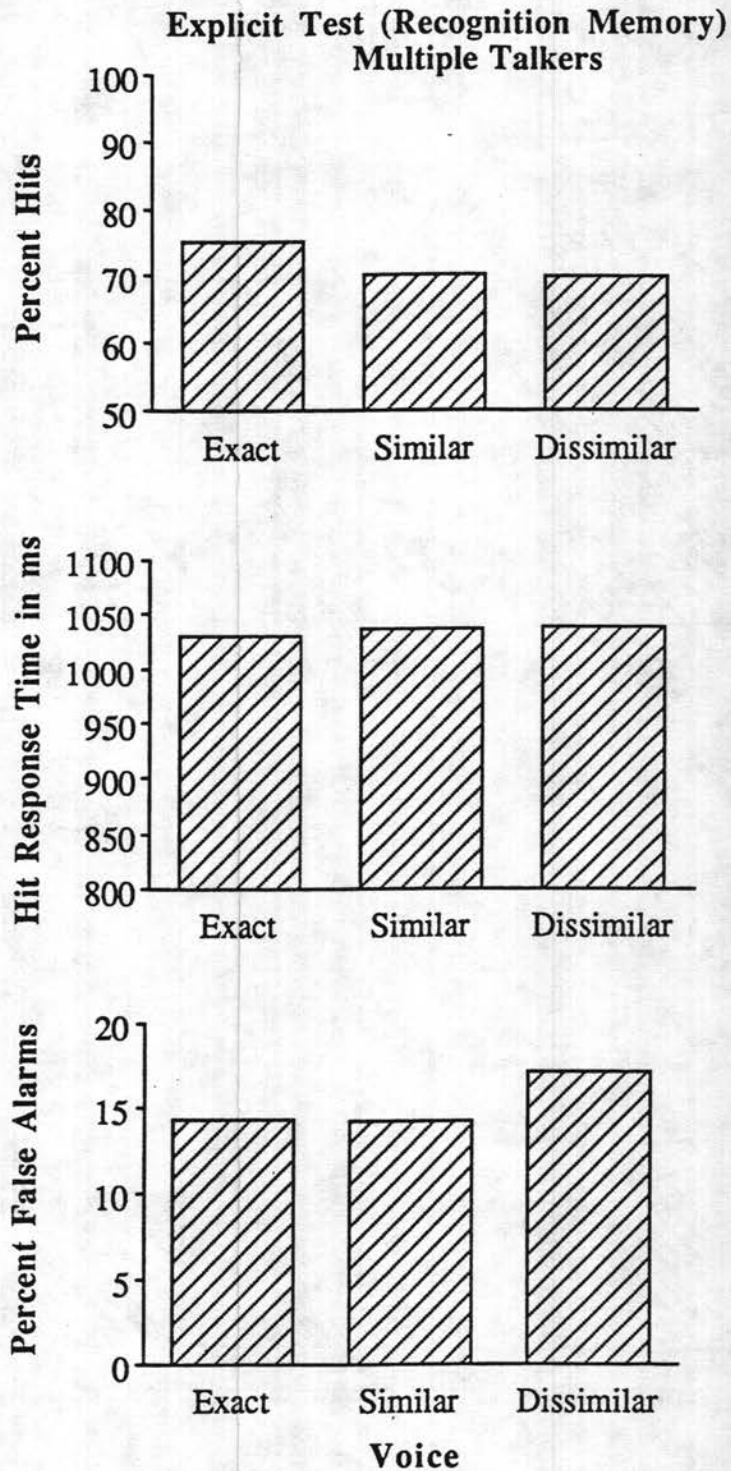 Explicit Test (Recognition Memory)
Multiple Talkers
Percent Hits
100
90
80
70
60
50
Exact Similar Dissimilar
Hit Response Time in ms
1100
1050
1000
950
900
850
800
Exact Similar Dissimilar
Percent False Alarms
20
15
10
5
0
Exact Similar Dissimilar
Voice